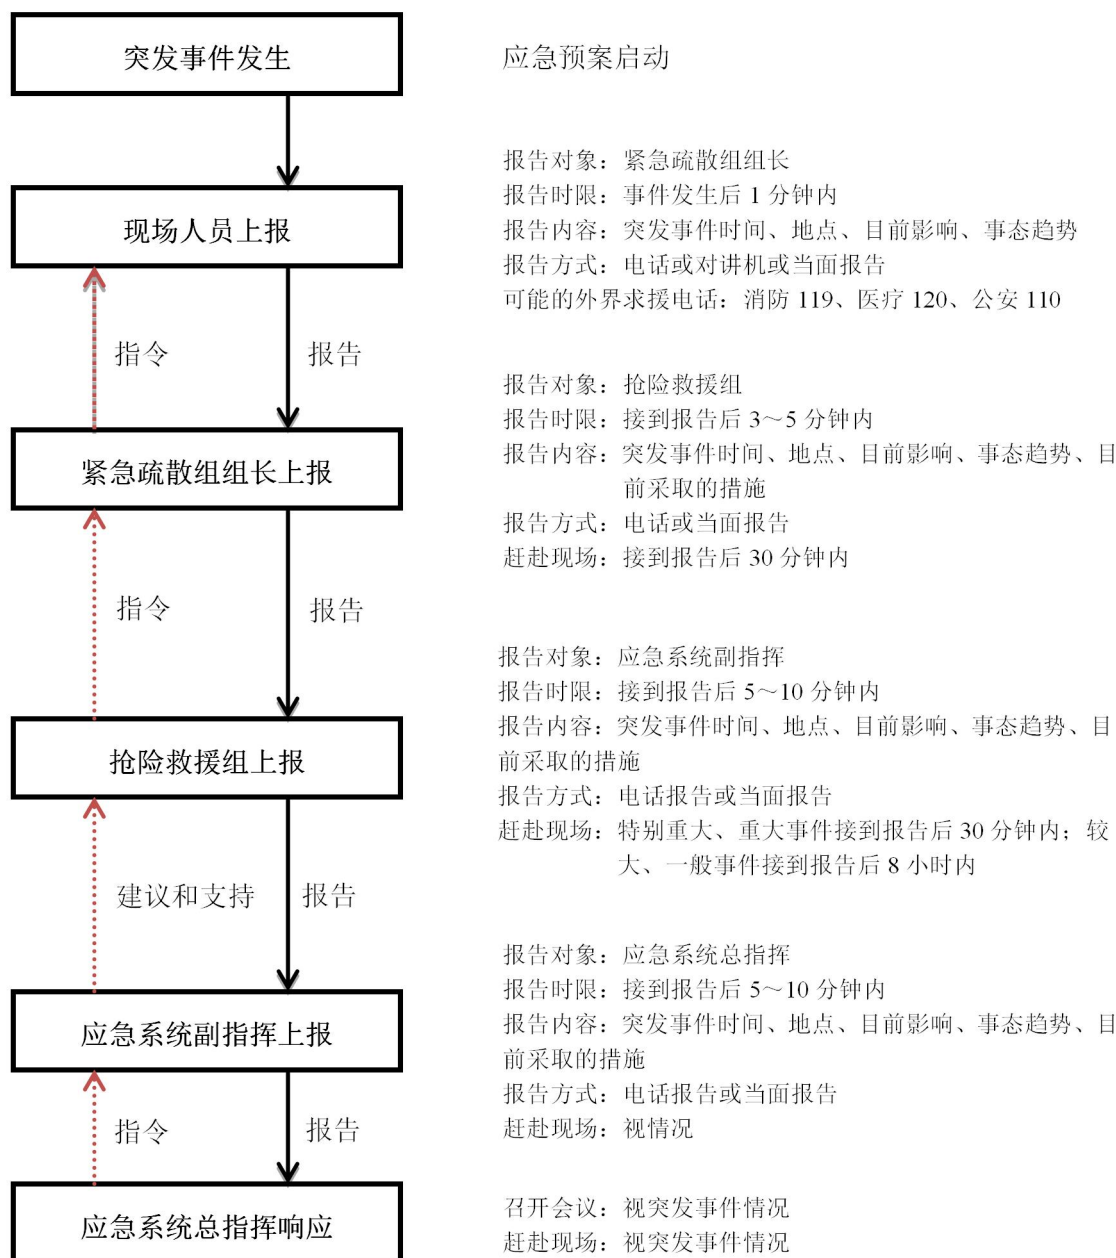 突发事件发生
应急预案启动
现场人员上报
报告对象：紧急疏散组组长
报告时限：事件发生后 1 分钟内
报告内容：突发事件时间、地点、目前影响、事态趋势
报告方式：电话或对讲机或当面报告
可能的外界求援电话：消防 119、医疗 120、公安 110
指令
报告
紧急疏散组组长上报
报告对象：抢险救援组
报告时限：接到报告后 3～5 分钟内
报告内容：突发事件时间、地点、目前影响、事态趋势、目
前采取的措施
报告方式：电话或当面报告
赶赴现场：接到报告后 30 分钟内
指令
报告
抢险救援组上报
报告对象：应急系统副指挥
报告时限：接到报告后 5～10 分钟内
报告内容：突发事件时间、地点、目前影响、事态趋势、目
前采取的措施
报告方式：电话报告或当面报告
赶赴现场：特别重大、重大事件接到报告后 30 分钟内；较
大、一般事件接到报告后 8 小时内
建议和支持
报告
应急系统副指挥上报
报告对象：应急系统总指挥
报告时限：接到报告后 5～10 分钟内
报告内容：突发事件时间、地点、目前影响、事态趋势、目
前采取的措施
报告方式：电话报告或当面报告
赶赴现场：视情况
指令
报告
应急系统总指挥响应
召开会议：视突发事件情况
赶赴现场：视突发事件情况